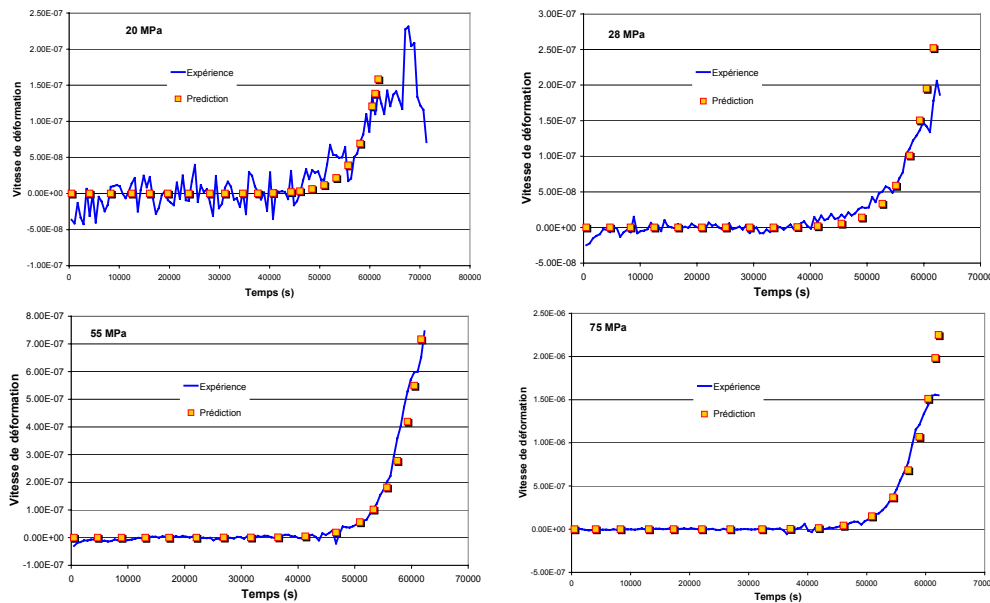 2.50E-07
2.00E-07
1.50E-07
1.00E-07
5.00E-08
0.00E+00
-5.00E-08
-1.00E-07
20 MPa
Expérience
Prediction
Vitesse de déformation
0 10000 20000 30000 40000 50000 60000 70000 80000
Temps (s)
3.00E-07
2.50E-07
2.00E-07
1.50E-07
1.00E-07
5.00E-08
0.00E+00
-5.00E-08
28 MPa
Expérience
Prédiction
Vitesse de déformation
0 10000 20000 30000 40000 50000 60000 70000
Temps (s)
8.00E-07
7.00E-07
6.00E-07
5.00E-07
4.00E-07
3.00E-07
2.00E-07
1.00E-07
0.00E+00
-1.00E-07
55 MPa
Expérience
Prédiction
Vitesse de déformation
0 10000 20000 30000 40000 50000 60000 70000
Temps (s)
2.50E-06
2.00E-06
1.50E-06
1.00E-06
5.00E-07
0.00E+00
-5.00E-07
75 MPa
Expérience
Prédiction
Vitesse de déformation
0 10000 20000 30000 40000 50000 60000 70000
Temps (s)